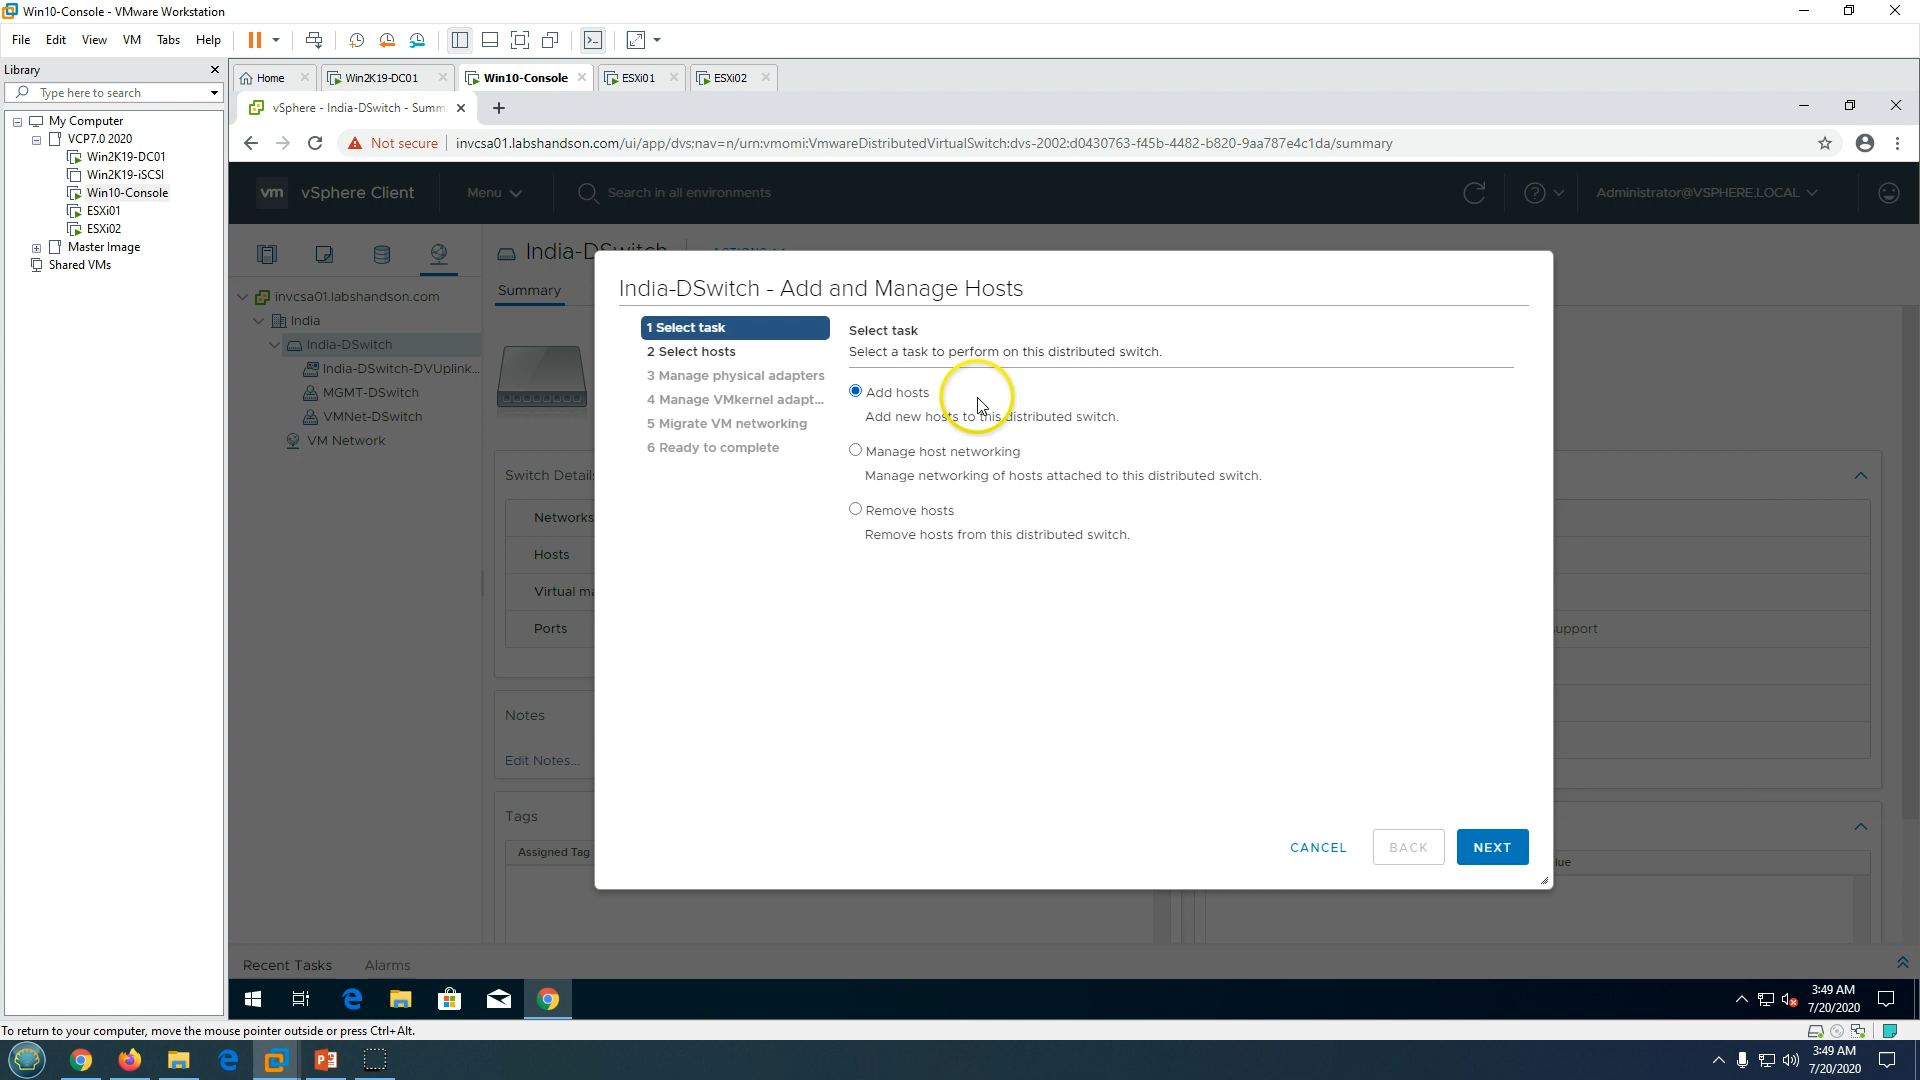 Win10-Console - VMware Workstation
File Edit View VM Tabs Help
Library
Type here to search
My Computer
VCP7.0 2020
Win2K19-DC01
Win2K19-iSCSI
Win10-Console
ESXi01
ESXi02
Master Image
Shared VMs
Home Win2K19-DC01 Win10-Console ESXi01 ESXi02
vSphere - India-DSwitch - Summ
Not secure invcsa01.labshandson.com/ui/app/dvs;nav=n/urn:vmomi:VmwareDistributedVirtualSwitch:dvs-2002:d0430763-f45b-4482-b820-9aa787e4c1da/summary
vm vSphere Client Menu Search in all environments Administrator@VSPHERE.LOCAL
invcsa01.labshandson.com
India
India-DSwitch
India-DSwitch-DVUplink...
MGMT-DSwitch
VMNet-DSwitch
VM Network
India-DSwitch
Summary
Switch Detail
Networks
Hosts
Virtual ma
Ports
upport
Notes
Edit Notes...
Tags
Assigned Tag
lue
India-DSwitch - Add and Manage Hosts
1 Select task
2 Select hosts
3 Manage physical adapters
4 Manage VMkernel adapt...
5 Migrate VM networking
6 Ready to complete
Select task
Select a task to perform on this distributed switch.
Add hosts
Add new hosts to this distributed switch.
Manage host networking
Manage networking of hosts attached to this distributed switch.
Remove hosts
Remove hosts from this distributed switch.
CANCEL BACK NEXT
Recent Tasks Alarms
3:49 AM
7/20/2020
To return to your computer, move the mouse pointer outside or press Ctrl+Alt.
3:49 AM
7/20/2020